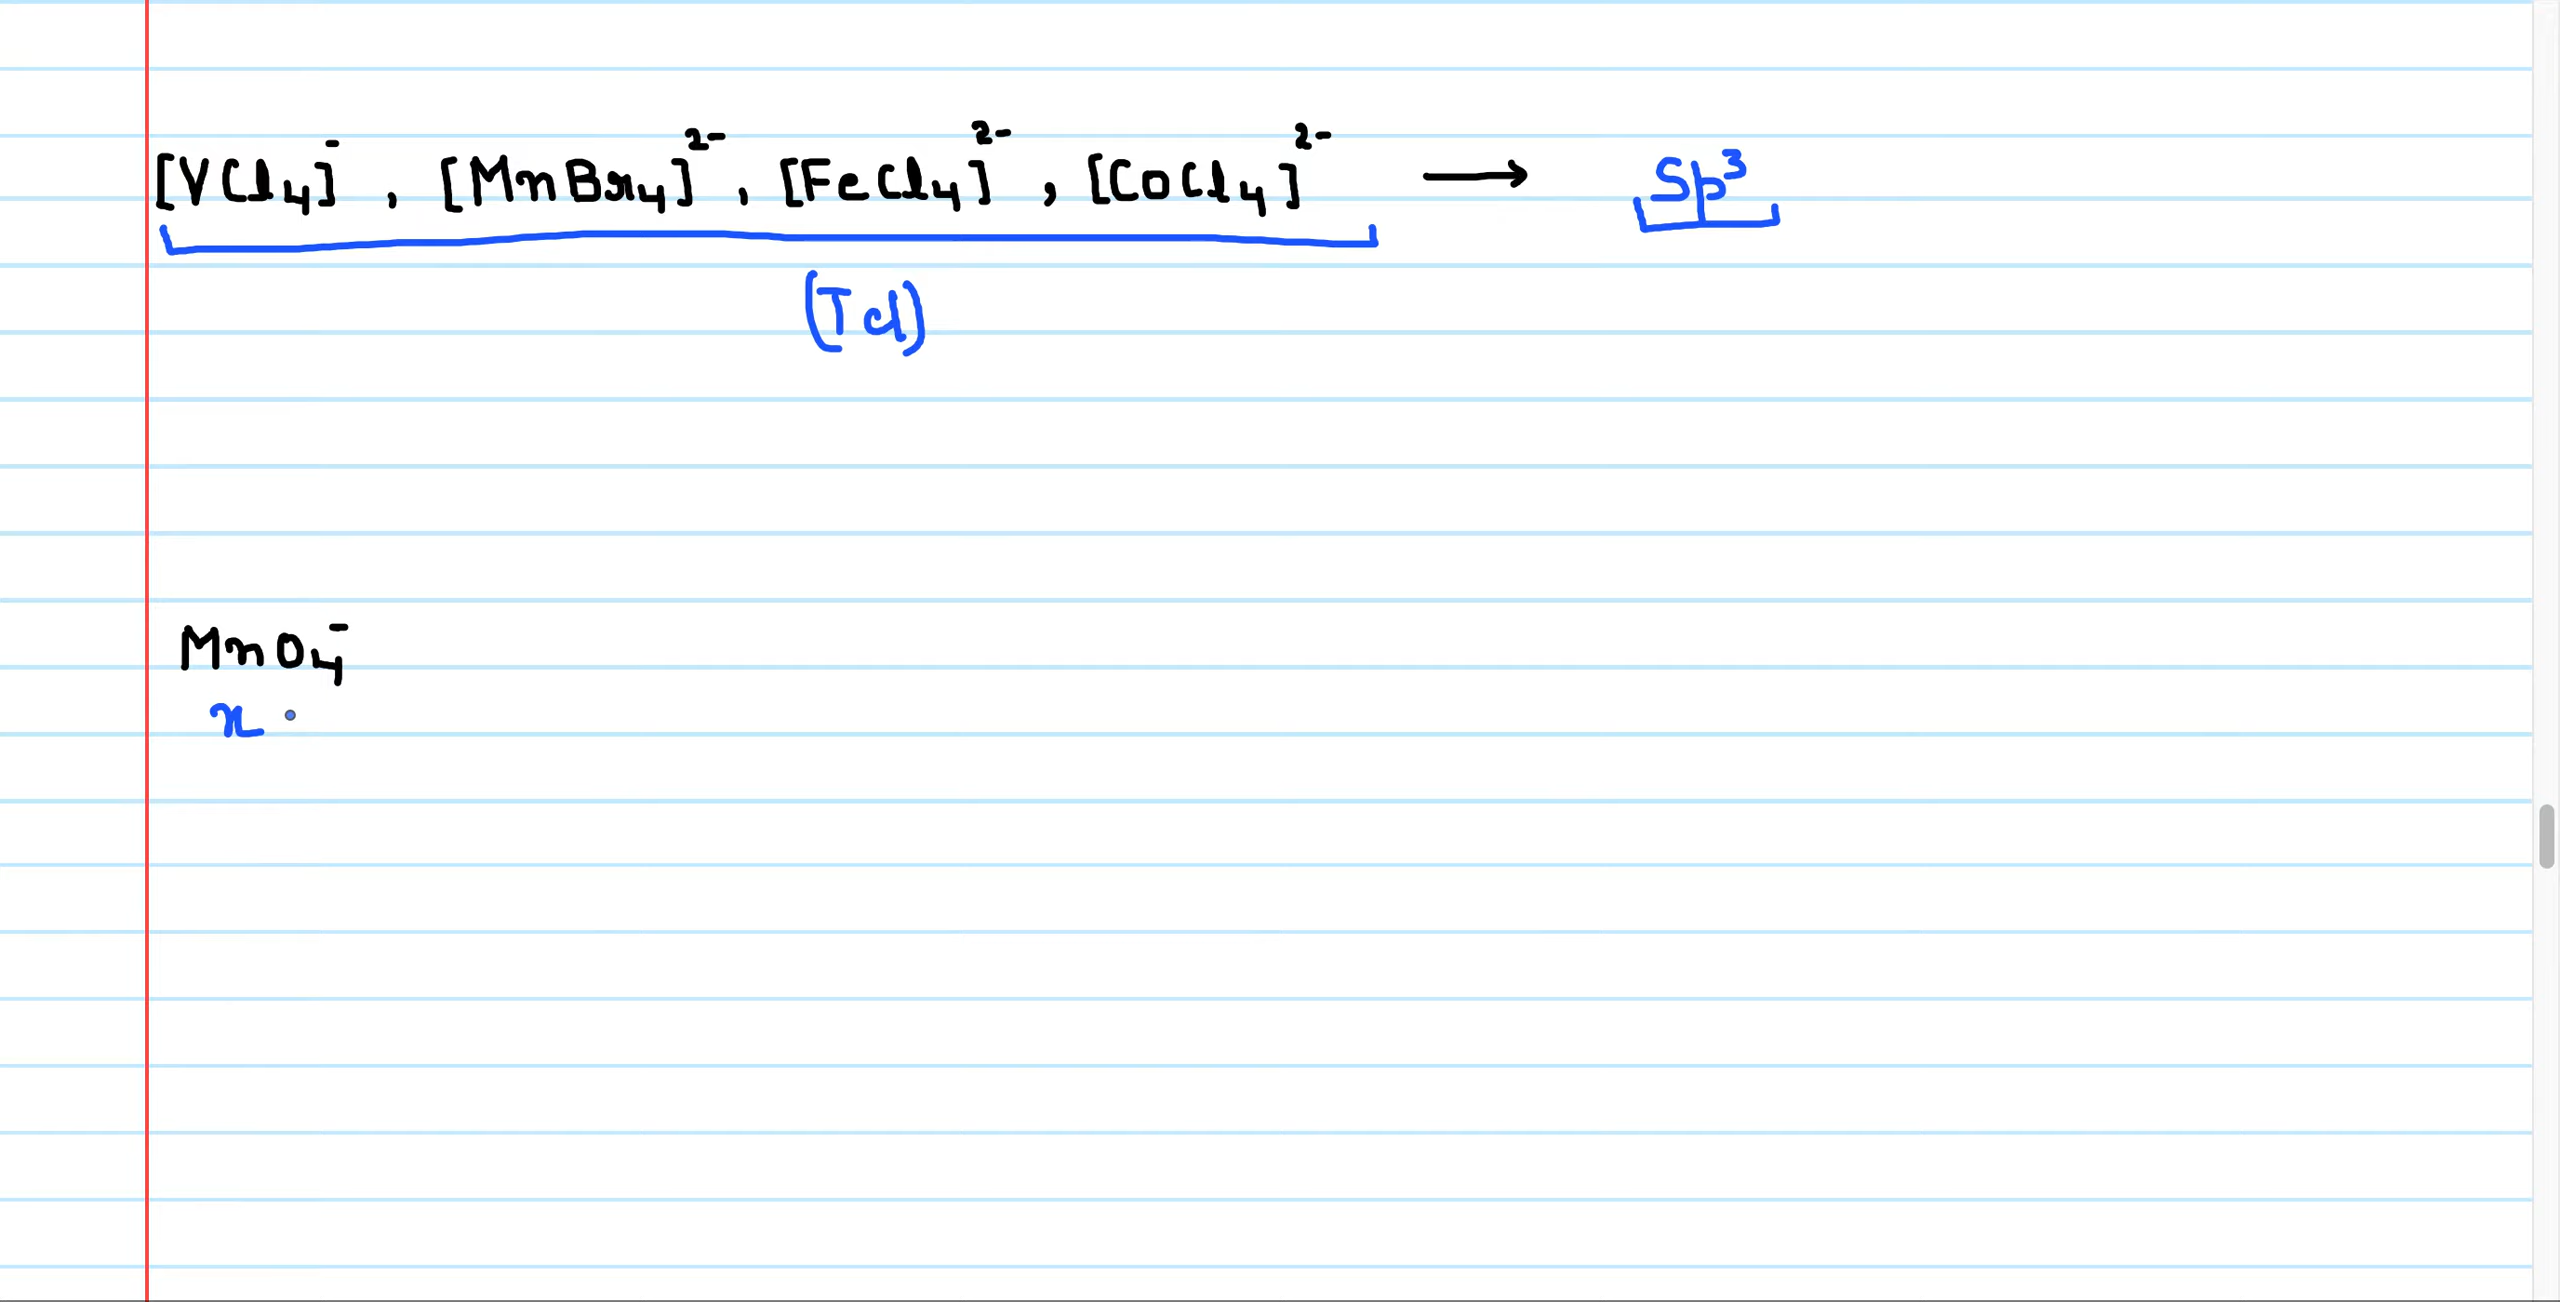 [VCl₄]⁻ , [MnBr₄]²⁻ , [FeCl₄]²⁻ , [CoCl₄]²⁻ ⟶ Sp³
(Td)
MnO₄⁻
x